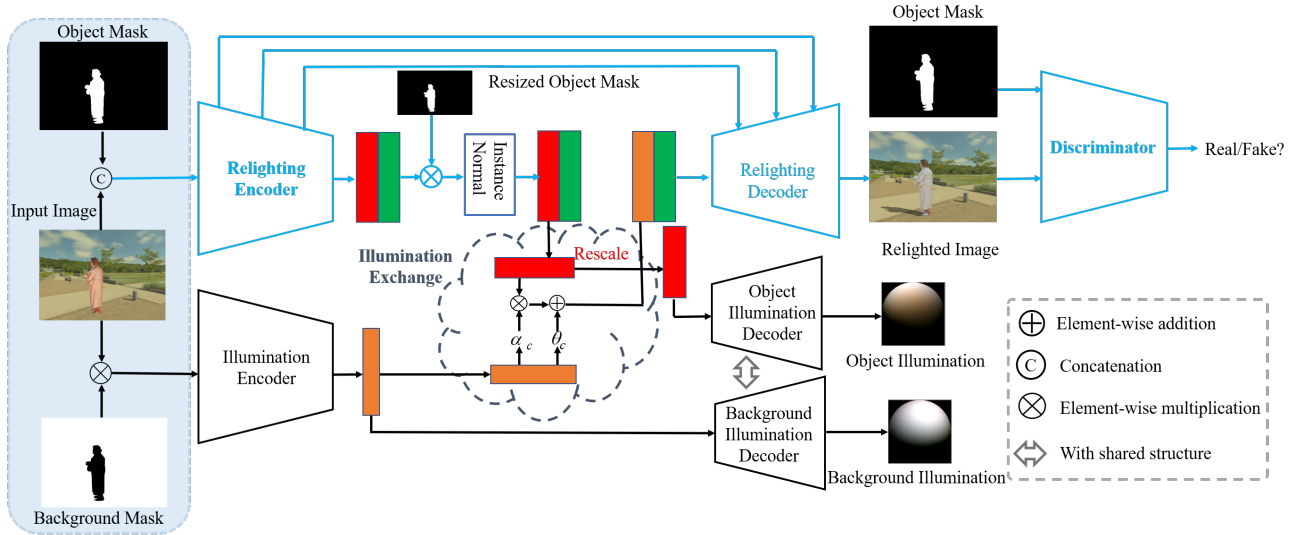 Object Mask
C
Input Image
Background Mask
Relighting
Encoder
Illumination
Encoder
Resized Object Mask
Instance
Normal
Illumination
Exchange
Rescale
α c
θc
Relighting
Decoder
Object
Illumination
Decoder
Background
Illumination
Decoder
Object Mask
Relighted Image
Discriminator
Real/Fake?
Object Illumination
Background Illumination
Element-wise addition
C
Concatenation
Element-wise multiplication
With shared structure